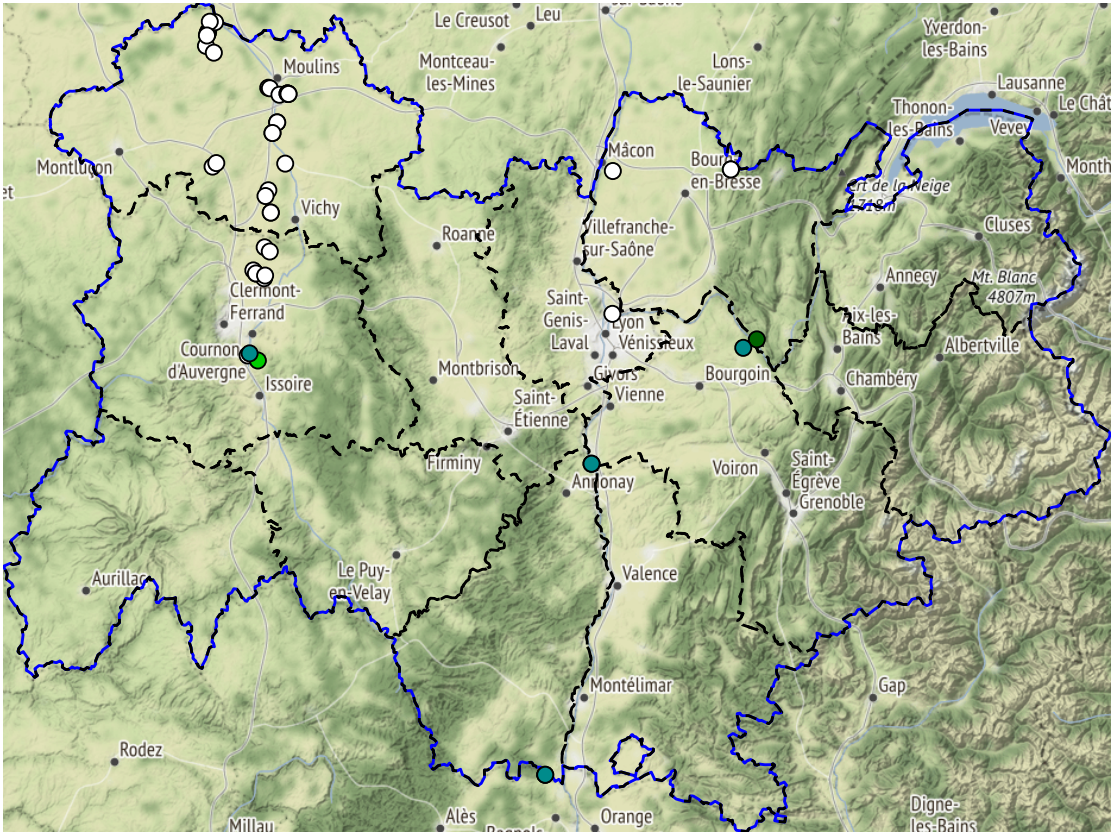 Le Creusot
Leu
Yverdon-
les-Bains
Montceau-
les-Mines
Moulins
Lons-
le-Saunier
Lausanne
Thonon-
les-Bains
Le Chât
Vevey
Montluçon
Mâcon
Bourg-
en-Bresse
Month
et
Vichy
Roanne
Villefranche-
sur-Saône
1718m
Cluses
Annecy
Mt. Blanc
4807m
Clermont-
Ferrand
Saint-
Genis-
Laval
Lyon
Vénissieux
Aix-les-
Bains
Albertville
Cournon
d'Auvergne
Issoire
Montbrison
Givors
Vienne
Bourgoin
Chambéry
Saint-
Étienne
Firminy
Annonay
Voiron
Saint-
Égrève
Grenoble
Aurillac
Le Puy-
en-Velay
Valence
Montélimar
Gap
Rodez
Alès
Orange
Digne-
les-Bains
Millau